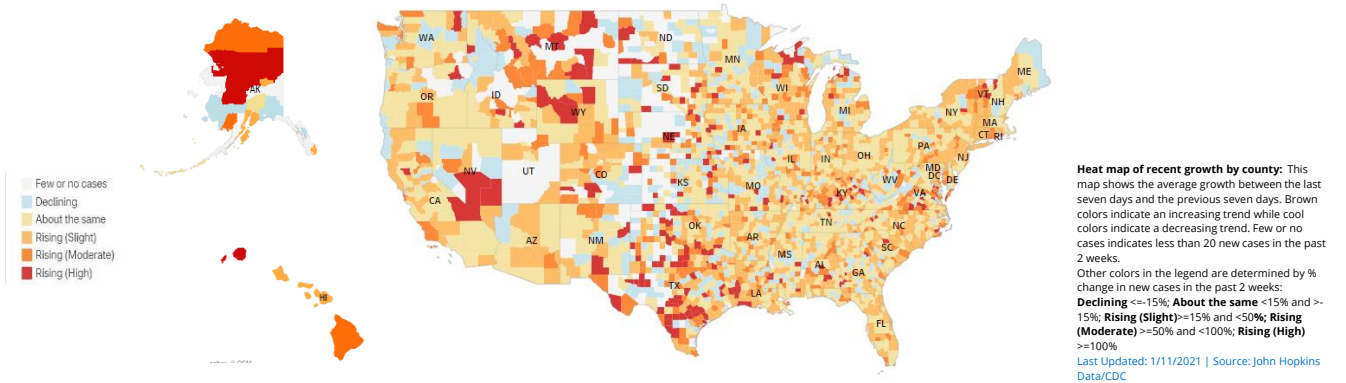 WA
MT
ND
MN
ME
OR
ID
SD
WI
MI
VT
NH
NY
MA
CT
RI
WY
NE
IA
PA
NJ
IL
IN
OH
MD
DC
DE
NV
UT
CO
KS
MO
KY
WV
VA
CA
TN
NC
AZ
NM
OK
AR
SC
MS
AL
GA
TX
LA
FL
AK
HI
Few or no cases
Declining
About the same
Rising (Slight)
Rising (Moderate)
Rising (High)
Heat map of recent growth by county: This
map shows the average growth between the last
seven days and the previous seven days. Brown
colors indicate an increasing trend while cool
colors indicate a decreasing trend. Few or no
cases indicates less than 20 new cases in the past
2 weeks.
Other colors in the legend are determined by %
change in new cases in the past 2 weeks:
Declining <=-15%; About the same <15% and >-
15%; Rising (Slight)>=15% and <50%; Rising
(Moderate) >=50% and <100%; Rising (High)
>=100%
Last Updated: 1/11/2021 | Source: John Hopkins
Data/CDC